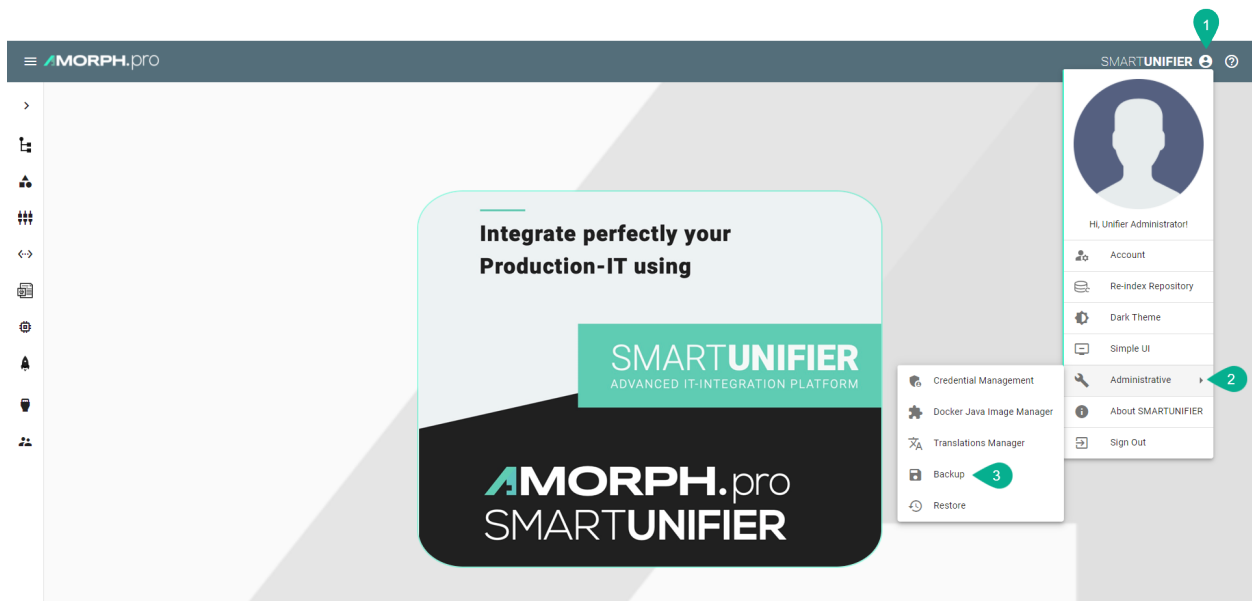 1
AMORPH.pro
SMARTUNIFIER
Hi, Unifier Administrator!
Account
Re-index Repository
Dark Theme
Simple UI
Administrative
2
About SMARTUNIFIER
Sign Out
Credential Management
Docker Java Image Manager
Translations Manager
Backup
3
Restore
Integrate perfectly your
Production-IT using
SMARTUNIFIER
ADVANCED IT-INTEGRATION PLATFORM
AMORPH.pro
SMARTUNIFIER